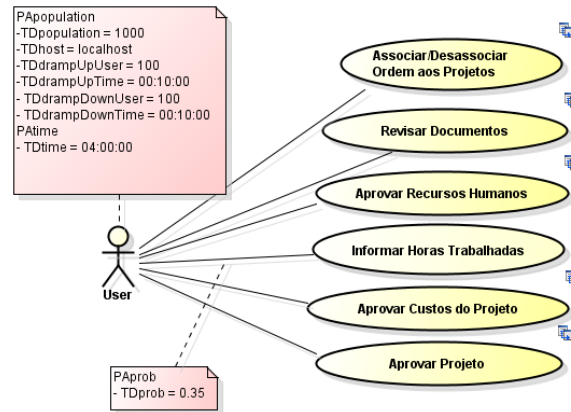 PApopulation
-TDpopulation = 1000
-TDhost = localhost
-TDdrampUpUser = 100
-TDdrampUpTime = 00:10:00
- TDdrampDownUser = 100
- TDdrampDownTime = 00:10:00
PAtime
- TDtime = 04:00:00
Associar/Desassociar
Ordem aos Projetos
Revisar Documentos
Aprovar Recursos Humanos
Informar Horas Trabalhadas
Aprovar Custos do Projeto
Aprovar Projeto
User
PAprob
- TDprob = 0.35